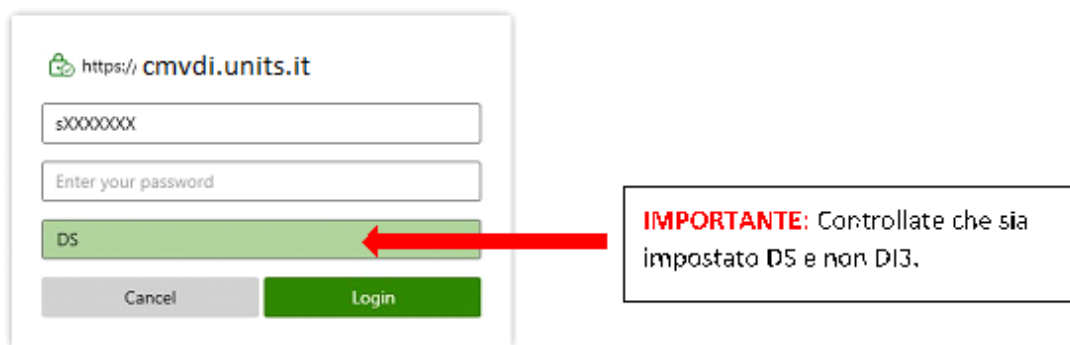 https:// cmvdi.units.it
sXXXXXXX
Enter your password
DS
Cancel
Login
IMPORTANTE: Controllate che sia
impostato DS e non DI3.